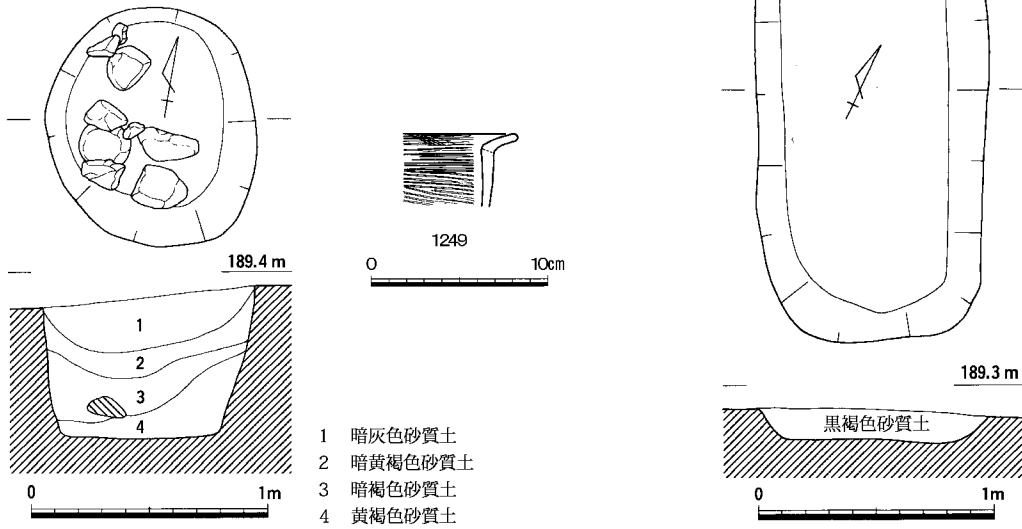 1249
0 10cm
189.4 m
1
2
3
4
1 暗灰色砂質土
2 暗黄褐色砂質土
3 暗褐色砂質土
4 黄褐色砂質土
0 1m
189.3 m
黒褐色砂質土
0 1m